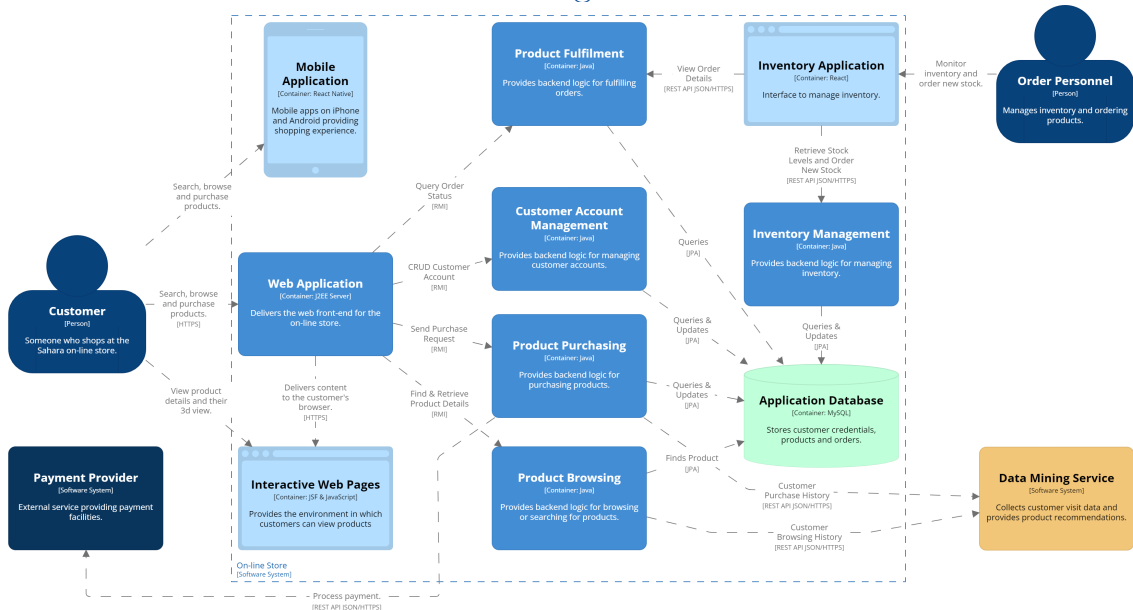 Mobile
Application
[Container: React Native]
Mobile apps on iPhone
and Android providing
shopping experience.
Product Fulfilment
[Container: Java]
Provides backend logic for fulfilling
orders.
View Order
Details
[REST API JSON/HTTPS]
Inventory Application
[Container: React]
Interface to manage inventory.
Monitor
inventory and
order new stock.
Order Personnel
[Person]
Manages inventory and ordering
products.
Search, browse
and purchase
products.
Query Order
Status
[RMI]
Retrieve Stock
Levels and Order
New Stock
[REST API JSON/HTTPS]
Customer Account
Management
[Container: Java]
Provides backend logic for managing
customer accounts.
Queries
[JPA]
Inventory Management
[Container: Java]
Provides backend logic for managing
inventory.
Customer
[Person]
Someone who shops at the
Sahara on-line store.
Search, browse
and purchase
products.
[HTTPS]
Web Application
[Container: J2EE Server]
Delivers the web front-end for the
on-line store.
CRUD Customer
Account
[RMI]
Send Purchase
Request
[RMI]
Product Purchasing
[Container: Java]
Provides backend logic for
purchasing products.
Queries &
Updates
[JPA]
Queries &
Updates
[JPA]
View product
details and their
3d view.
Delivers content
to the customer's
browser.
[HTTPS]
Find & Retrieve
Product Details
[RMI]
Queries &
Updates
[JPA]
Application Database
[Container: MySQL]
Stores customer credentials,
products and orders.
Payment Provider
[Software System]
External service providing payment
facilities.
Interactive Web Pages
[Container: JSF & JavaScript]
Provides the environment in which
customers can view products
Product Browsing
[Container: Java]
Provides backend logic for browsing
or searching for products.
Finds Product
[JPA]
Customer
Purchase History
[REST API JSON/HTTPS]
Customer
Browsing History
[REST API JSON/HTTPS]
Data Mining Service
[Software System]
Collects customer visit data and
provides product recommendations.
On-line Store
[Software System]
Process payment.
[REST API JSON/HTTPS]